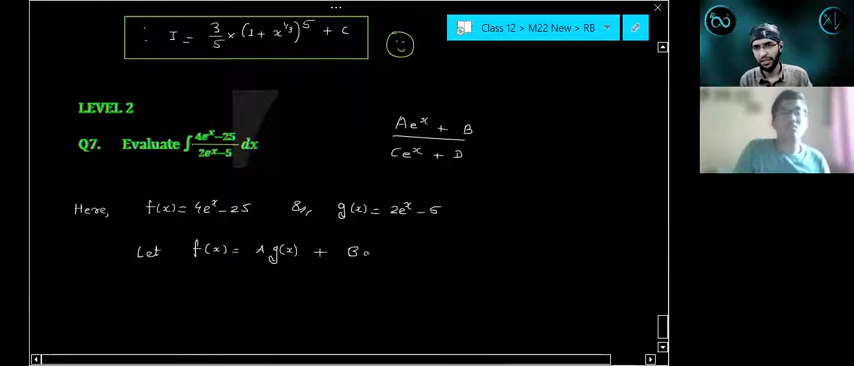 ∴ I = 3/5 × (1 + x^{1/3})^5 + C
Class 12 > M22 New > RB
LEVEL 2
Q7. Evaluate ∫ (4e^x−25)/(2e^x−5) dx
(Ae^x + B)/(Ce^x + D)
Here, f(x) = 4e^x − 25 & g(x) = 2e^x − 5
Let f(x) = A g(x) + B